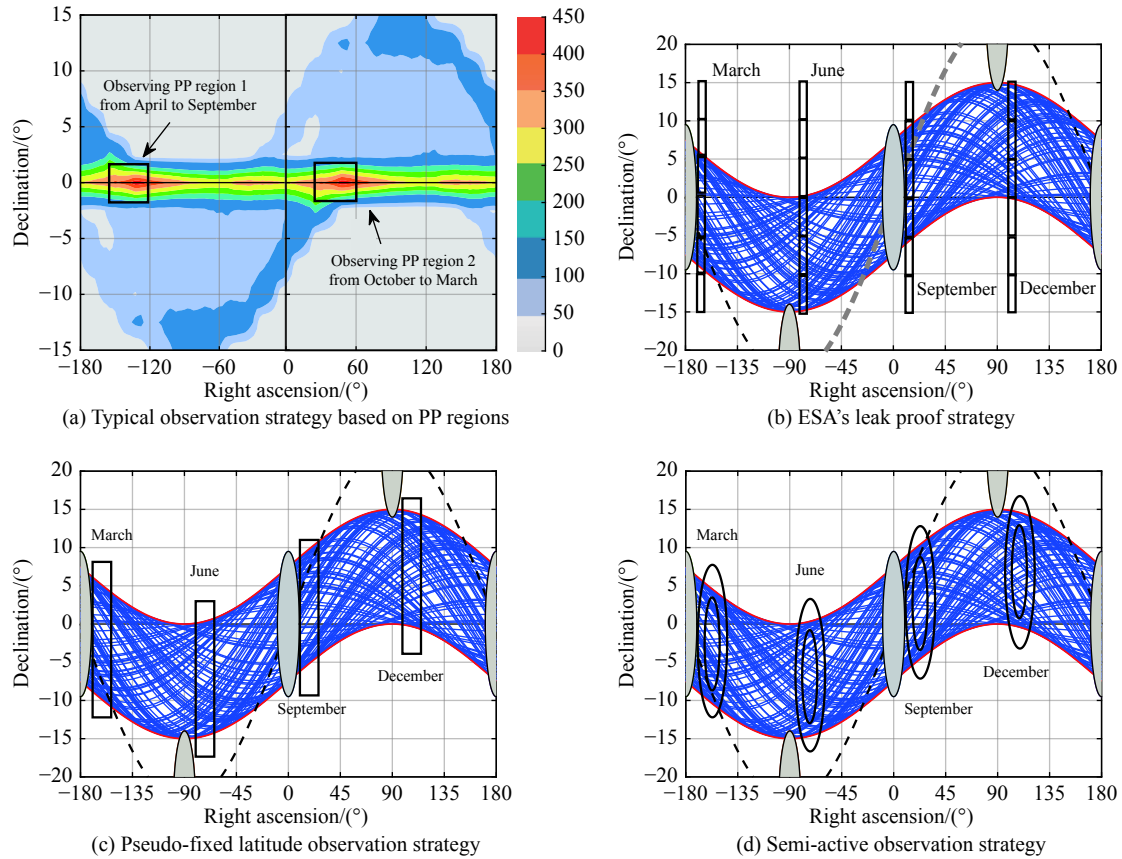 15
10
5
0
−5
−10
−15
Declination/(°)
−180
−120
−60
0
60
120
180
Right ascension/(°)
Observing PP region 1
from April to September
Observing PP region 2
from October to March
450
400
350
300
250
200
150
100
50
0
(a) Typical observation strategy based on PP regions
20
15
10
5
0
−5
−10
−15
−20
Declination/(°)
March
June
September
December
−180
−135
−90
−45
0
45
90
135
180
Right ascension/(°)
(b) ESA's leak proof strategy
20
15
10
5
0
−5
−10
−15
−20
Declination/(°)
March
June
September
December
−180
−135
−90
−45
0
45
90
135
180
Right ascension/(°)
(c) Pseudo-fixed latitude observation strategy
20
15
10
5
0
−5
−10
−15
−20
Declination/(°)
March
June
September
December
−180
−135
−90
−45
0
45
90
135
180
Right ascension/(°)
(d) Semi-active observation strategy